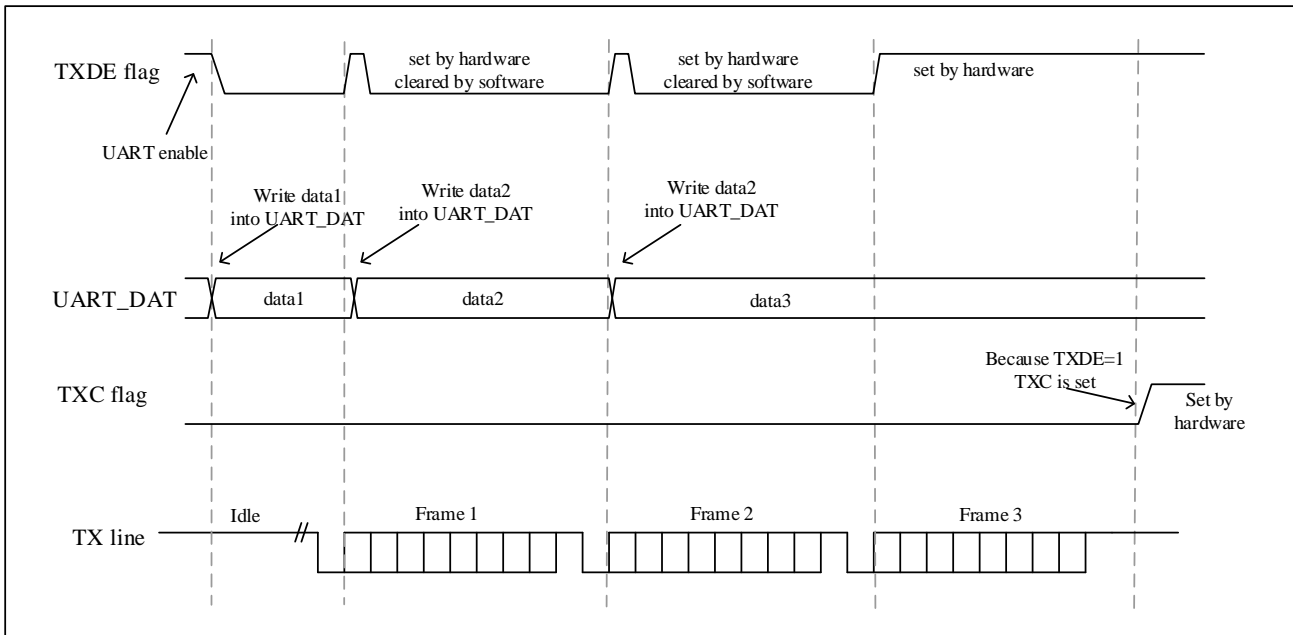 TXDE flag
set by hardware
cleared by software
set by hardware
cleared by software
set by hardware
UART enable
Write data1
into UART_DAT
Write data2
into UART_DAT
Write data2
into UART_DAT
UART_DAT
data1
data2
data3
TXC flag
Because TXDE=1
TXC is set
Set by
hardware
TX line
Idle
Frame 1
Frame 2
Frame 3